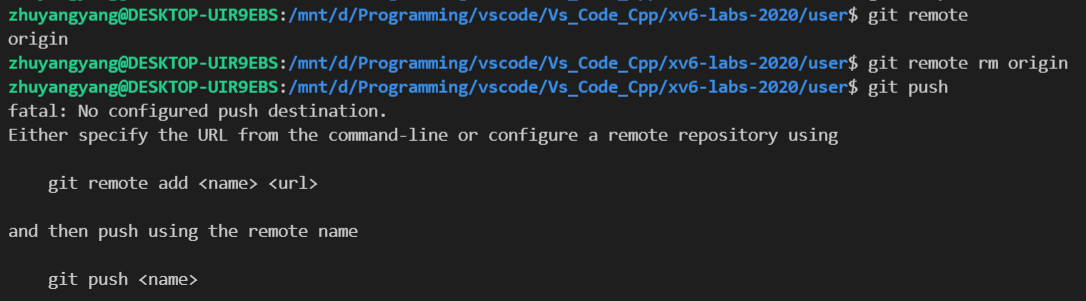 zhuyangyang@DESKTOP-UIR9EBS:/mnt/d/Programming/vscode/Vs_Code_Cpp/xv6-labs-2020/user$ git remote
origin
zhuyangyang@DESKTOP-UIR9EBS:/mnt/d/Programming/vscode/Vs_Code_Cpp/xv6-labs-2020/user$ git remote rm origin
zhuyangyang@DESKTOP-UIR9EBS:/mnt/d/Programming/vscode/Vs_Code_Cpp/xv6-labs-2020/user$ git push
fatal: No configured push destination.
Either specify the URL from the command-line or configure a remote repository using
    git remote add <name> <url>
and then push using the remote name
    git push <name>